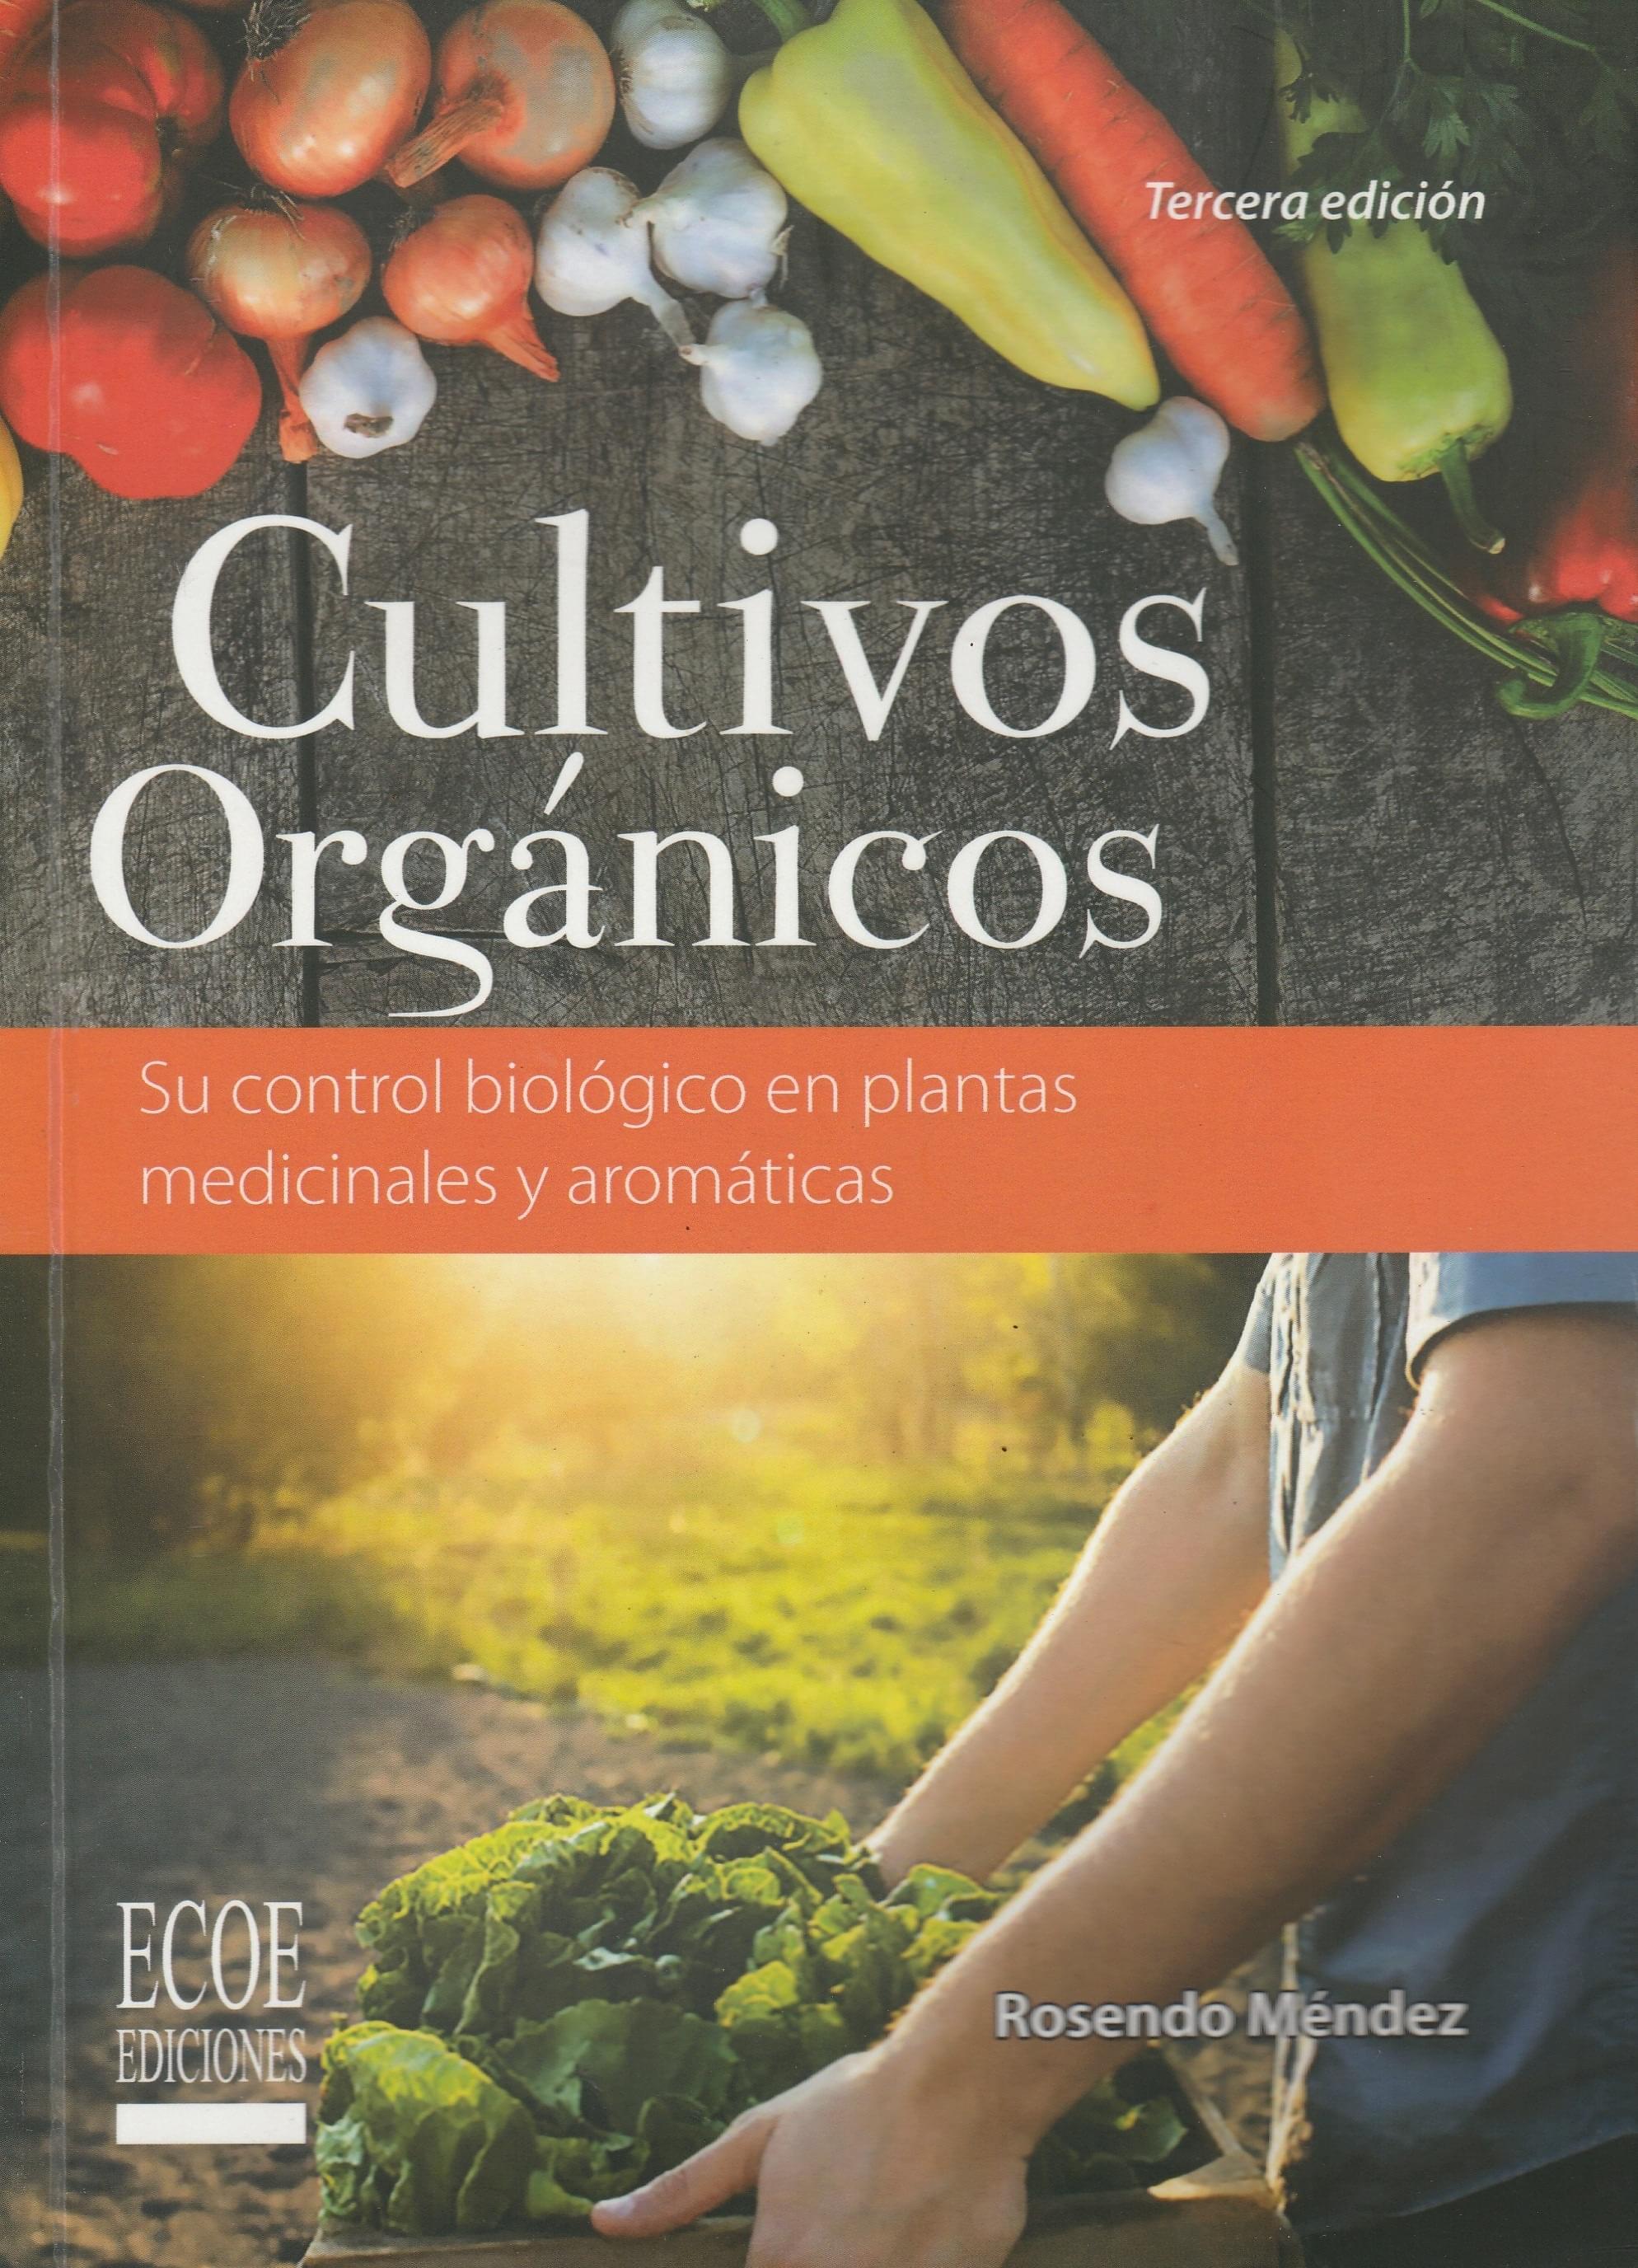 Tercera edición
Cultivos
Orgánicos
Su control biológico en plantas
medicinales y aromáticas
ECOE
EDICIONES
Rosendo Méndez